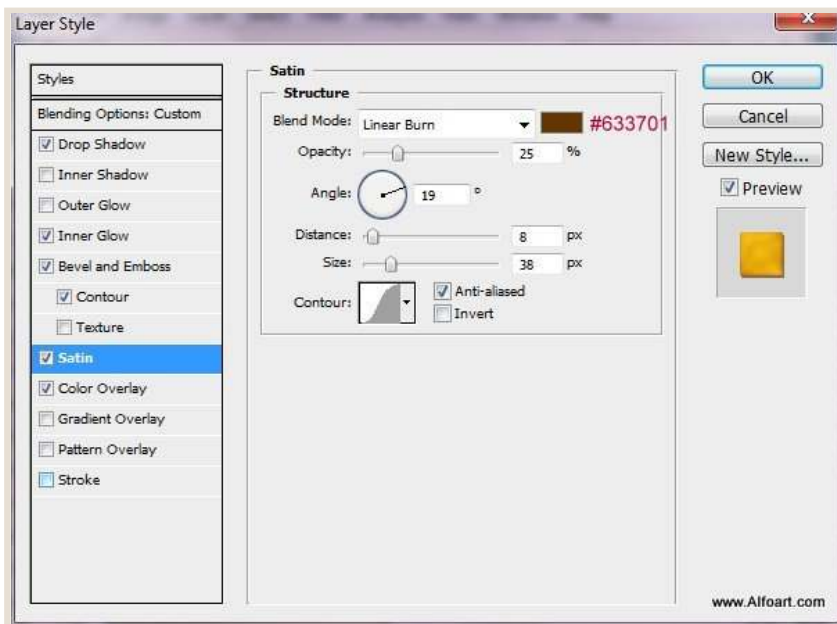 Layer Style
Styles
Blending Options: Custom
Drop Shadow
Inner Shadow
Outer Glow
Inner Glow
Bevel and Emboss
Contour
Texture
Satin
Color Overlay
Gradient Overlay
Pattern Overlay
Stroke
Satin
Structure
Blend Mode: Linear Burn #633701
Opacity: 25 %
Angle: 19 °
Distance: 8 px
Size: 38 px
Contour: Anti-aliased
Invert
OK
Cancel
New Style...
Preview
www.Alfoart.com